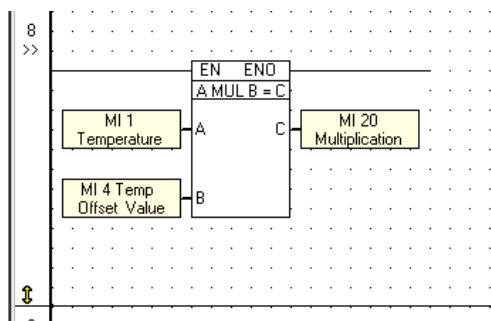 8
>>
EN ENO
A MUL B = C
MI 1
Temperature
A
C
MI 20
Multiplication
MI 4 Temp
Offset Value
B